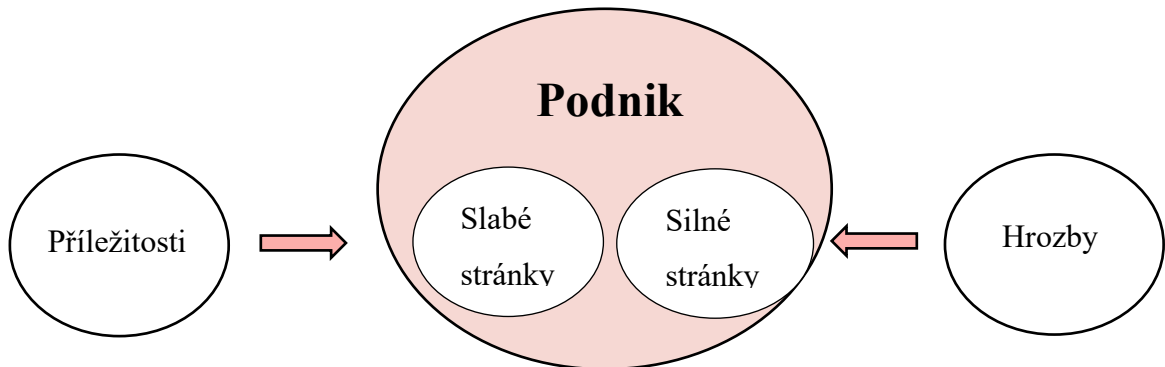 Podnik
Příležitosti
Slabé
stránky
Silné
stránky
Hrozby